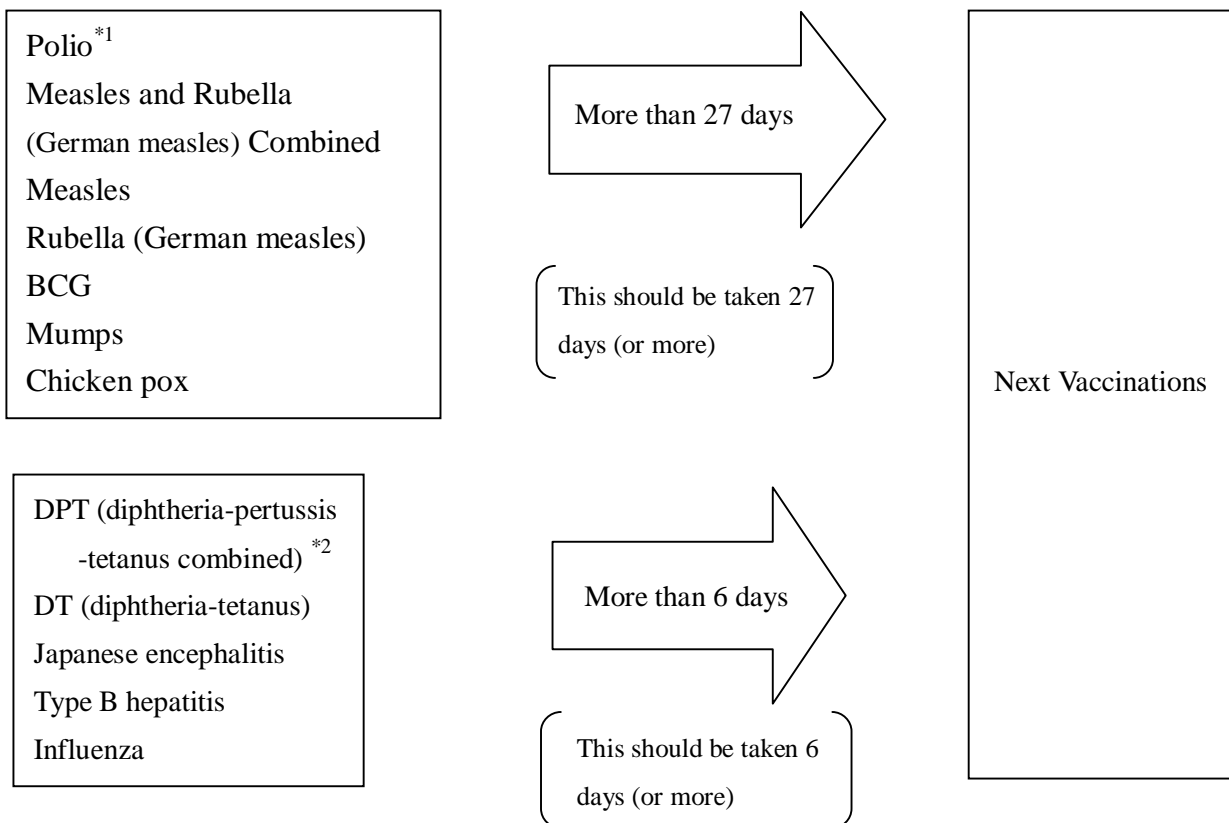 Polio*1
Measles and Rubella
(German measles) Combined
Measles
Rubella (German measles)
BCG
Mumps
Chicken pox
More than 27 days
This should be taken 27
days (or more)
Next Vaccinations
DPT (diphtheria-pertussis
-tetanus combined) *2
DT (diphtheria-tetanus)
Japanese encephalitis
Type B hepatitis
Influenza
More than 6 days
This should be taken 6
days (or more)